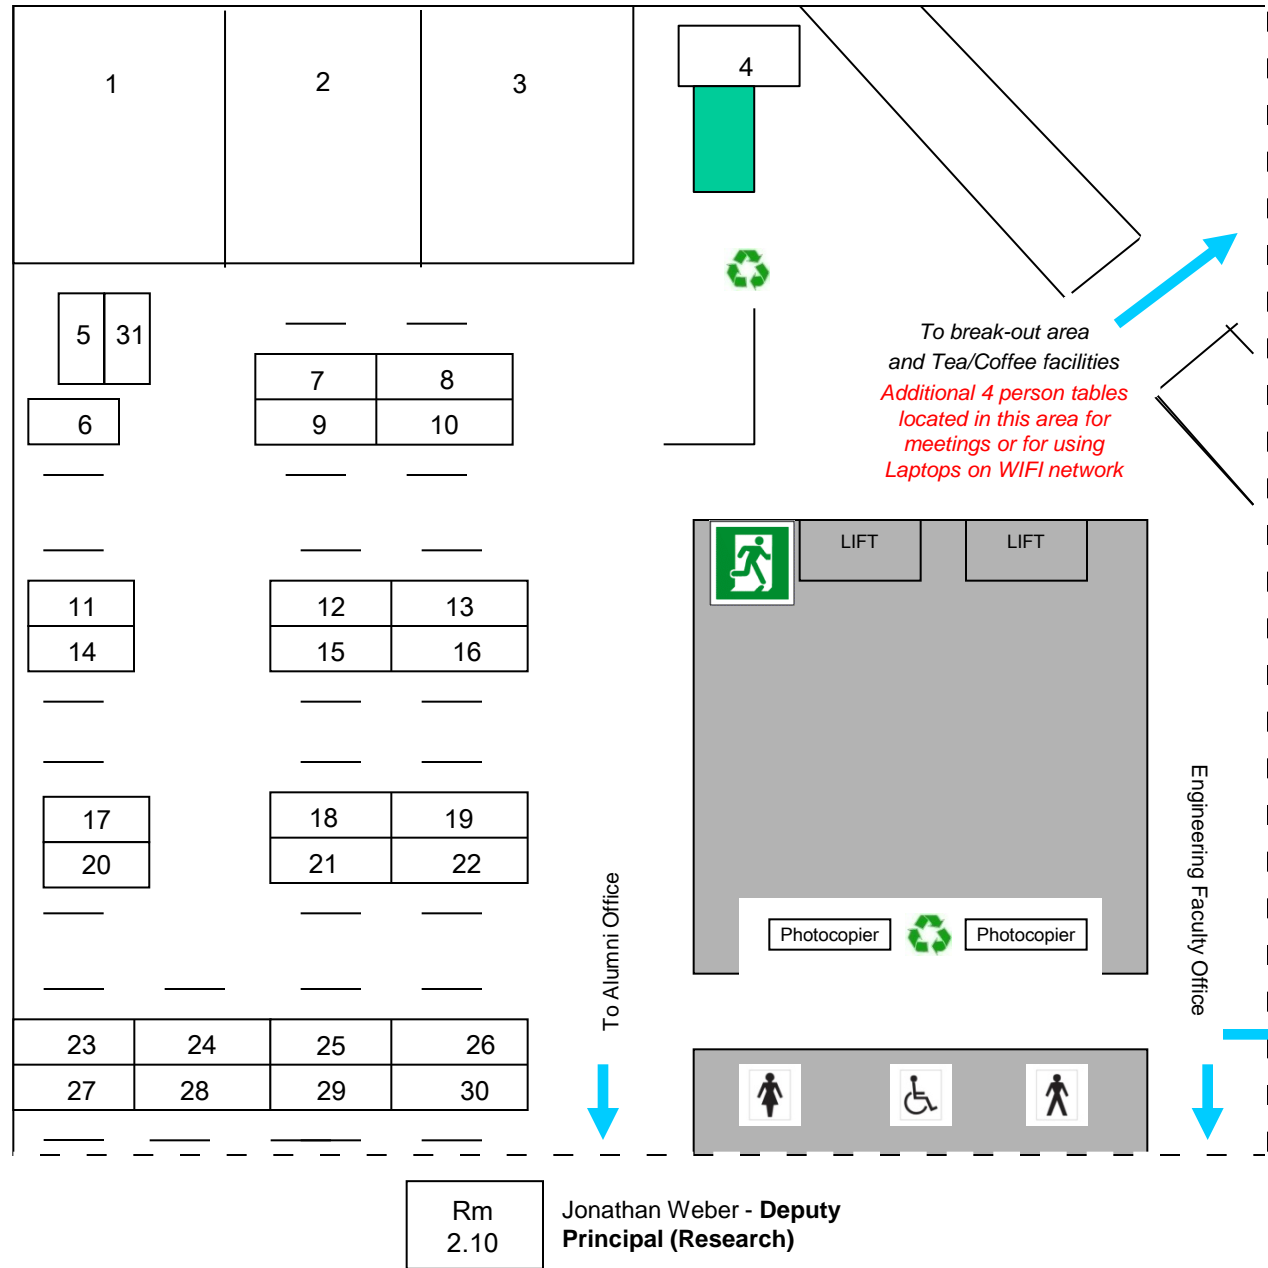 1
2
3
4
5
31
6
7
8
9
10
To break-out area
and Tea/Coffee facilities
Additional 4 person tables
located in this area for
meetings or for using
Laptops on WIFI network
LIFT
LIFT
11
12
13
14
15
16
17
18
19
20
21
22
To Alumni Office
Engineering Faculty Office
Photocopier
Photocopier
23
24
25
26
27
28
29
30
Rm
2.10
Jonathan Weber - Deputy
Principal (Research)